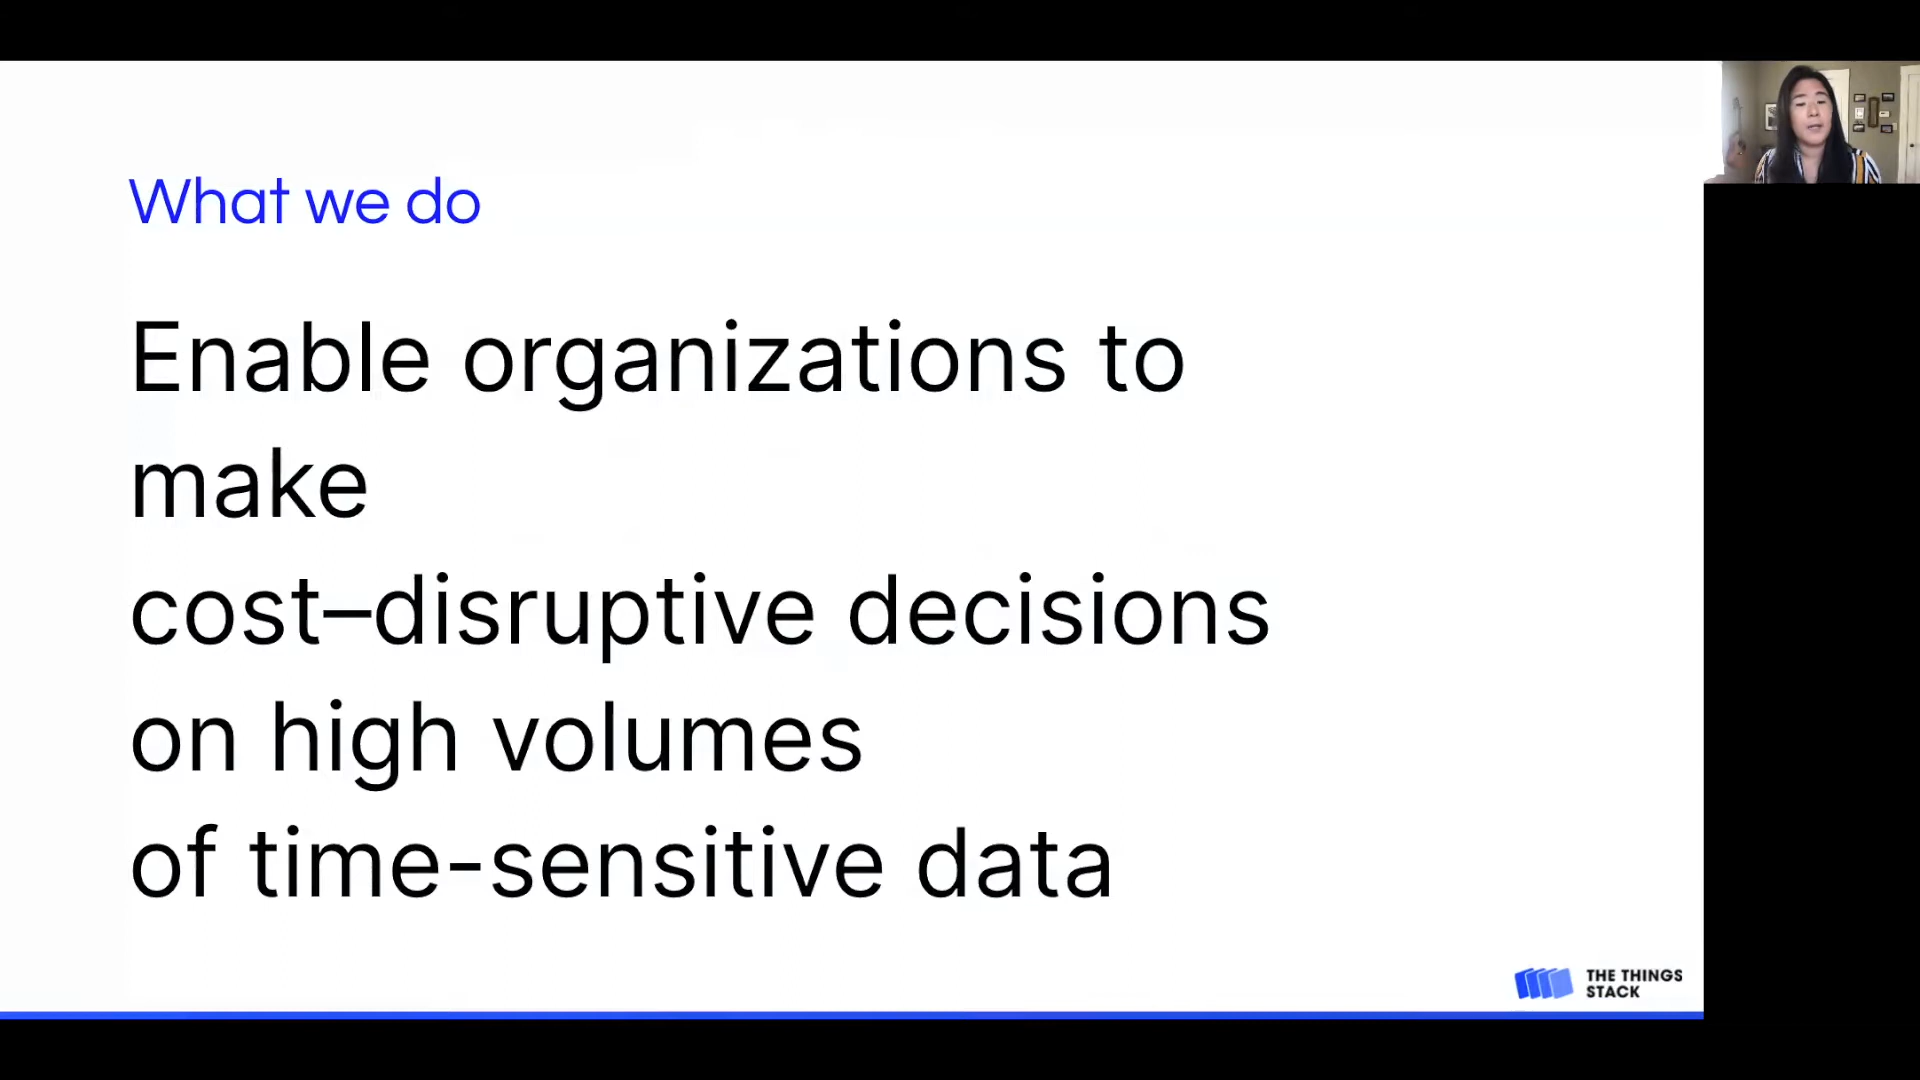 What we do
Enable organizations to
make
cost–disruptive decisions
on high volumes
of time-sensitive data
THE THINGS
STACK